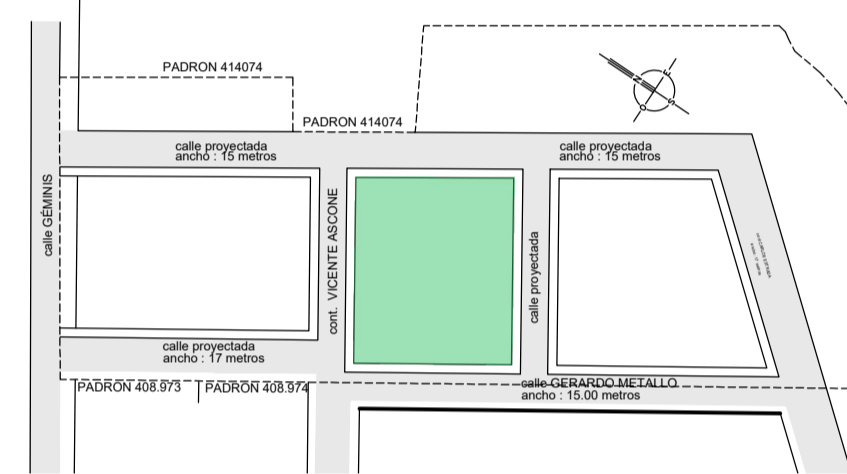 PADRON 414074
PADRON 414074
N
E
S
O
calle proyectada
ancho : 15 metros
calle proyectada
ancho : 15 metros
calle GÉMINIS
cont. VICENTE ASCONE
calle proyectada
calle proyectada
ancho : 17 metros
PADRON 408.973
PADRON 408.974
calle GERARDO METALLO
ancho : 15.00 metros